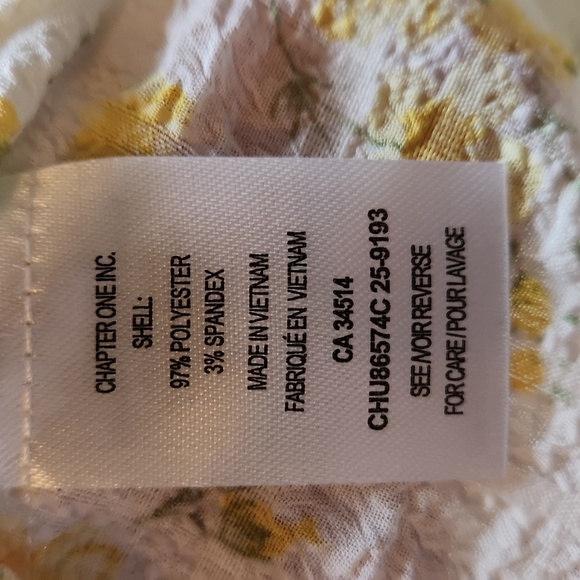 CHAPTER ONE INC.
SHELL:
97% POLYESTER
3% SPANDEX
MADE IN VIETNAM
FABRIQUÉ EN VIETNAM
CA 34514
CHU86574C 25-9193
SEE/VOIR REVERSE
FOR CARE/POUR LAVAGE